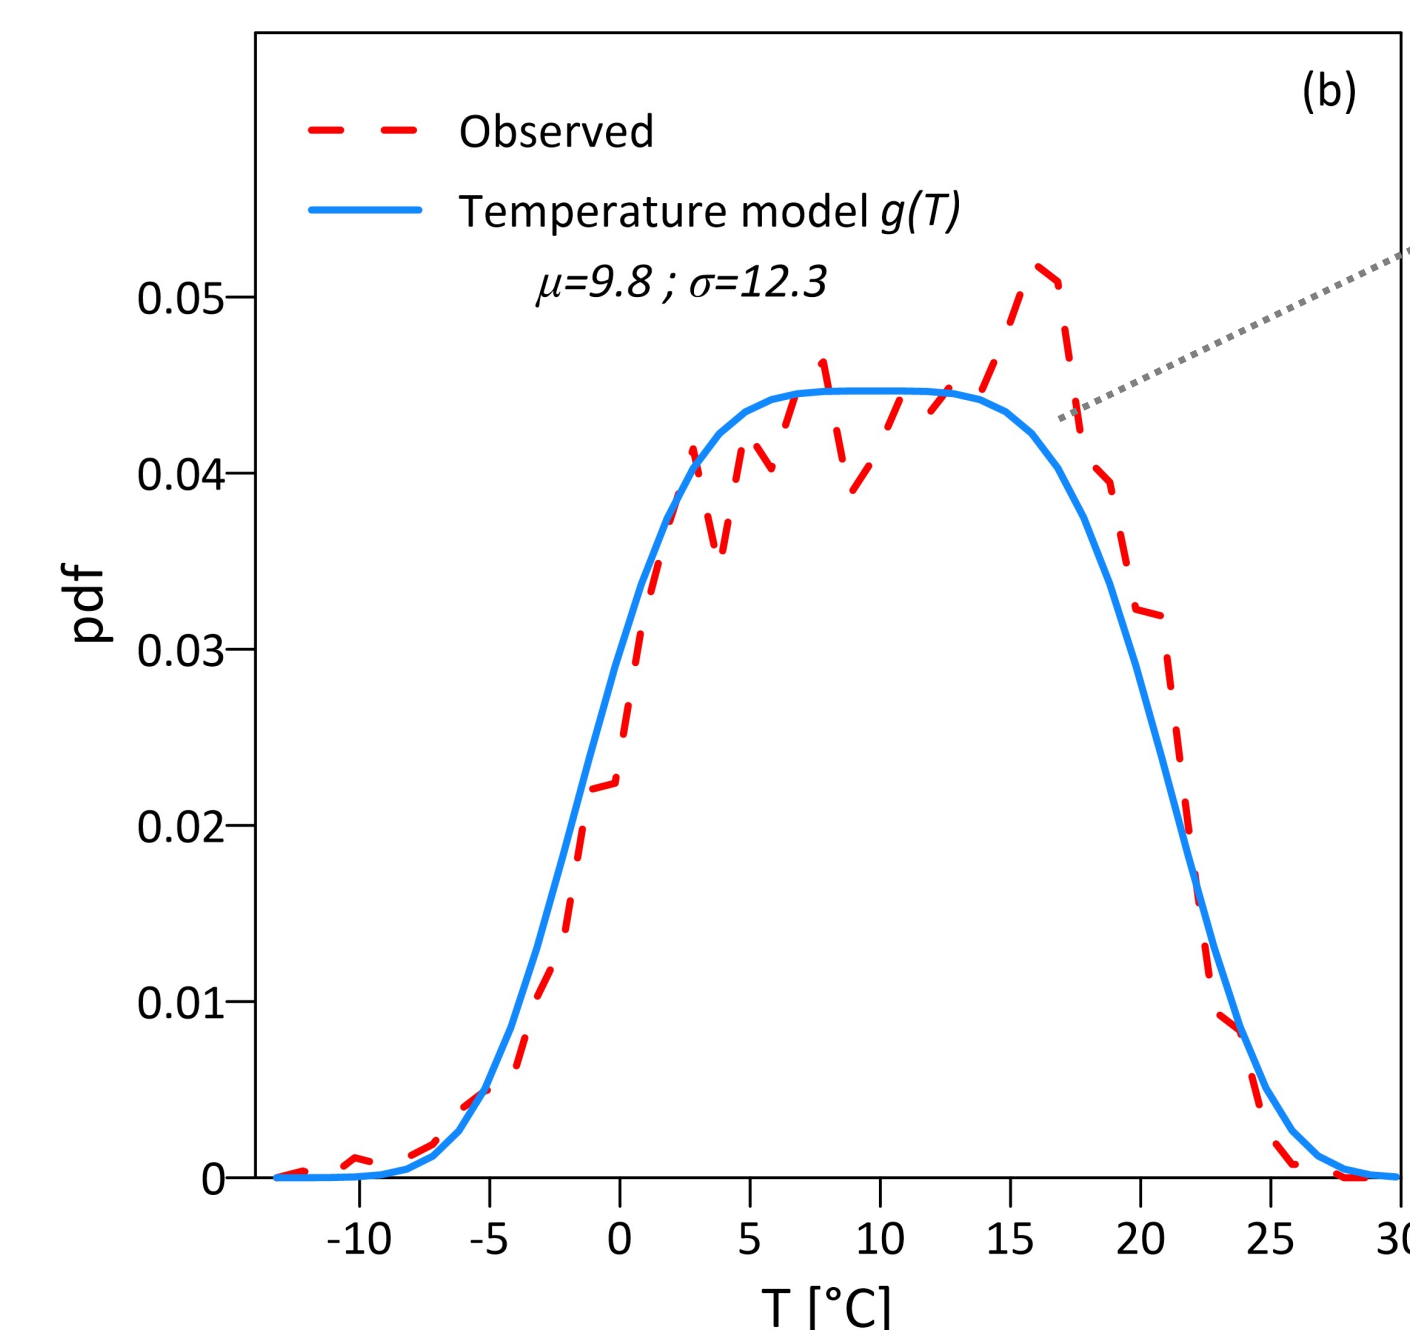 (b)
Observed
Temperature model g(T)
μ=9.8 ; σ=12.3
0.05
0.04
0.03
0.02
0.01
0
pdf
-10 -5 0 5 10 15 20 25 30
T [°C]